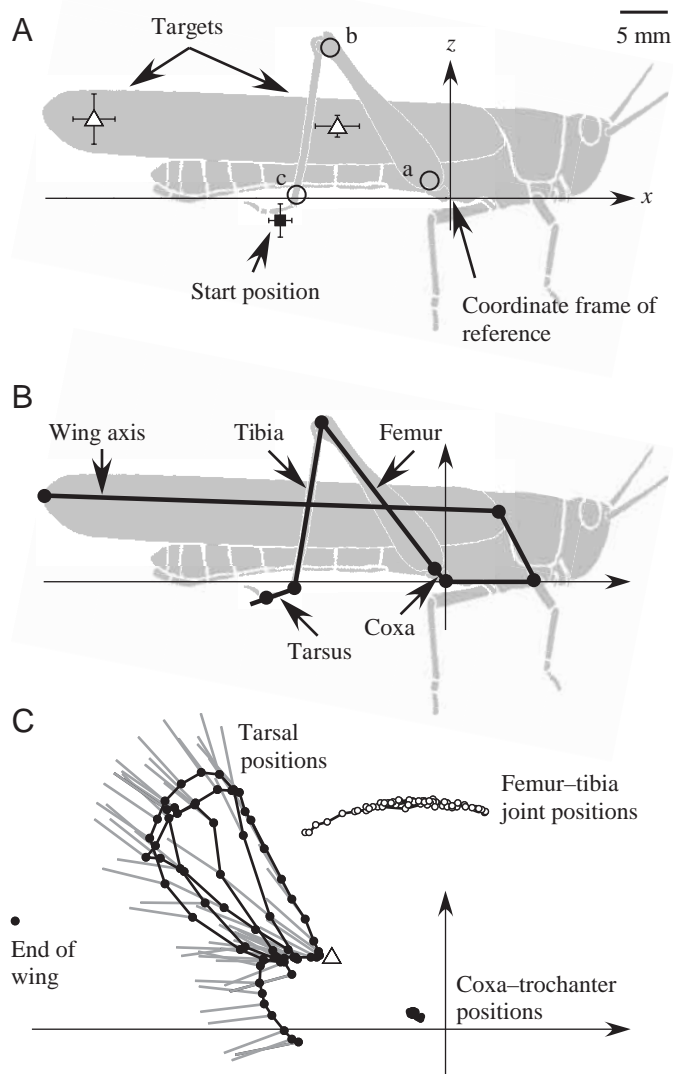 A
Targets
b
z
5 mm
a
c
x
Start position
Coordinate frame of
reference
B
Wing axis
Tibia
Femur
Coxa
Tarsus
C
Tarsal
positions
Femur–tibia
joint positions
End of
wing
Coxa–trochanter
positions